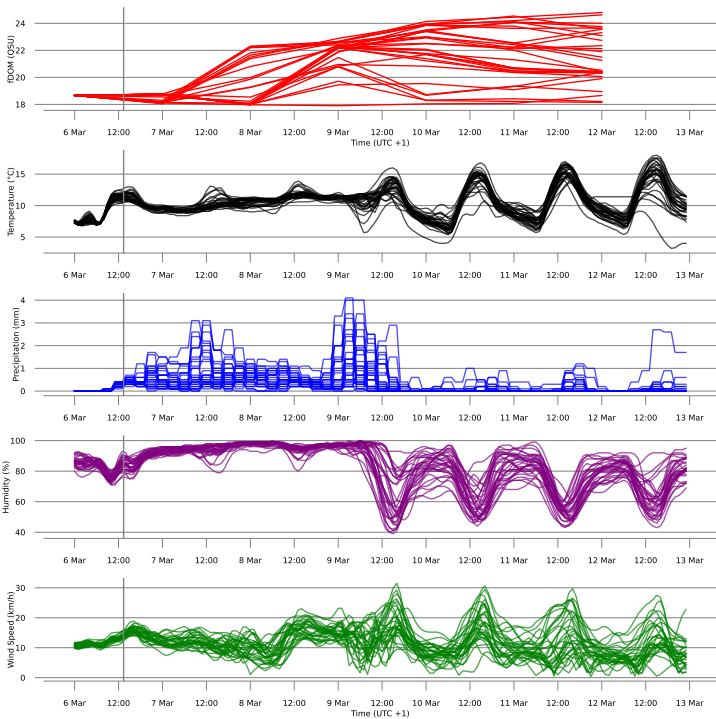 24
22
20
18
fDOM (QSU)
6 Mar 12:00 7 Mar 12:00 8 Mar 12:00 9 Mar 12:00 10 Mar 12:00 11 Mar 12:00 12 Mar 12:00 13 Mar
Time (UTC +1)
15
10
5
Temperature (°C)
6 Mar 12:00 7 Mar 12:00 8 Mar 12:00 9 Mar 12:00 10 Mar 12:00 11 Mar 12:00 12 Mar 12:00 13 Mar
4
3
2
1
0
Precipitation (mm)
6 Mar 12:00 7 Mar 12:00 8 Mar 12:00 9 Mar 12:00 10 Mar 12:00 11 Mar 12:00 12 Mar 12:00 13 Mar
100
80
60
40
Humidity (%)
6 Mar 12:00 7 Mar 12:00 8 Mar 12:00 9 Mar 12:00 10 Mar 12:00 11 Mar 12:00 12 Mar 12:00 13 Mar
30
20
10
0
Wind Speed (km/h)
6 Mar 12:00 7 Mar 12:00 8 Mar 12:00 9 Mar 12:00 10 Mar 12:00 11 Mar 12:00 12 Mar 12:00 13 Mar
Time (UTC +1)